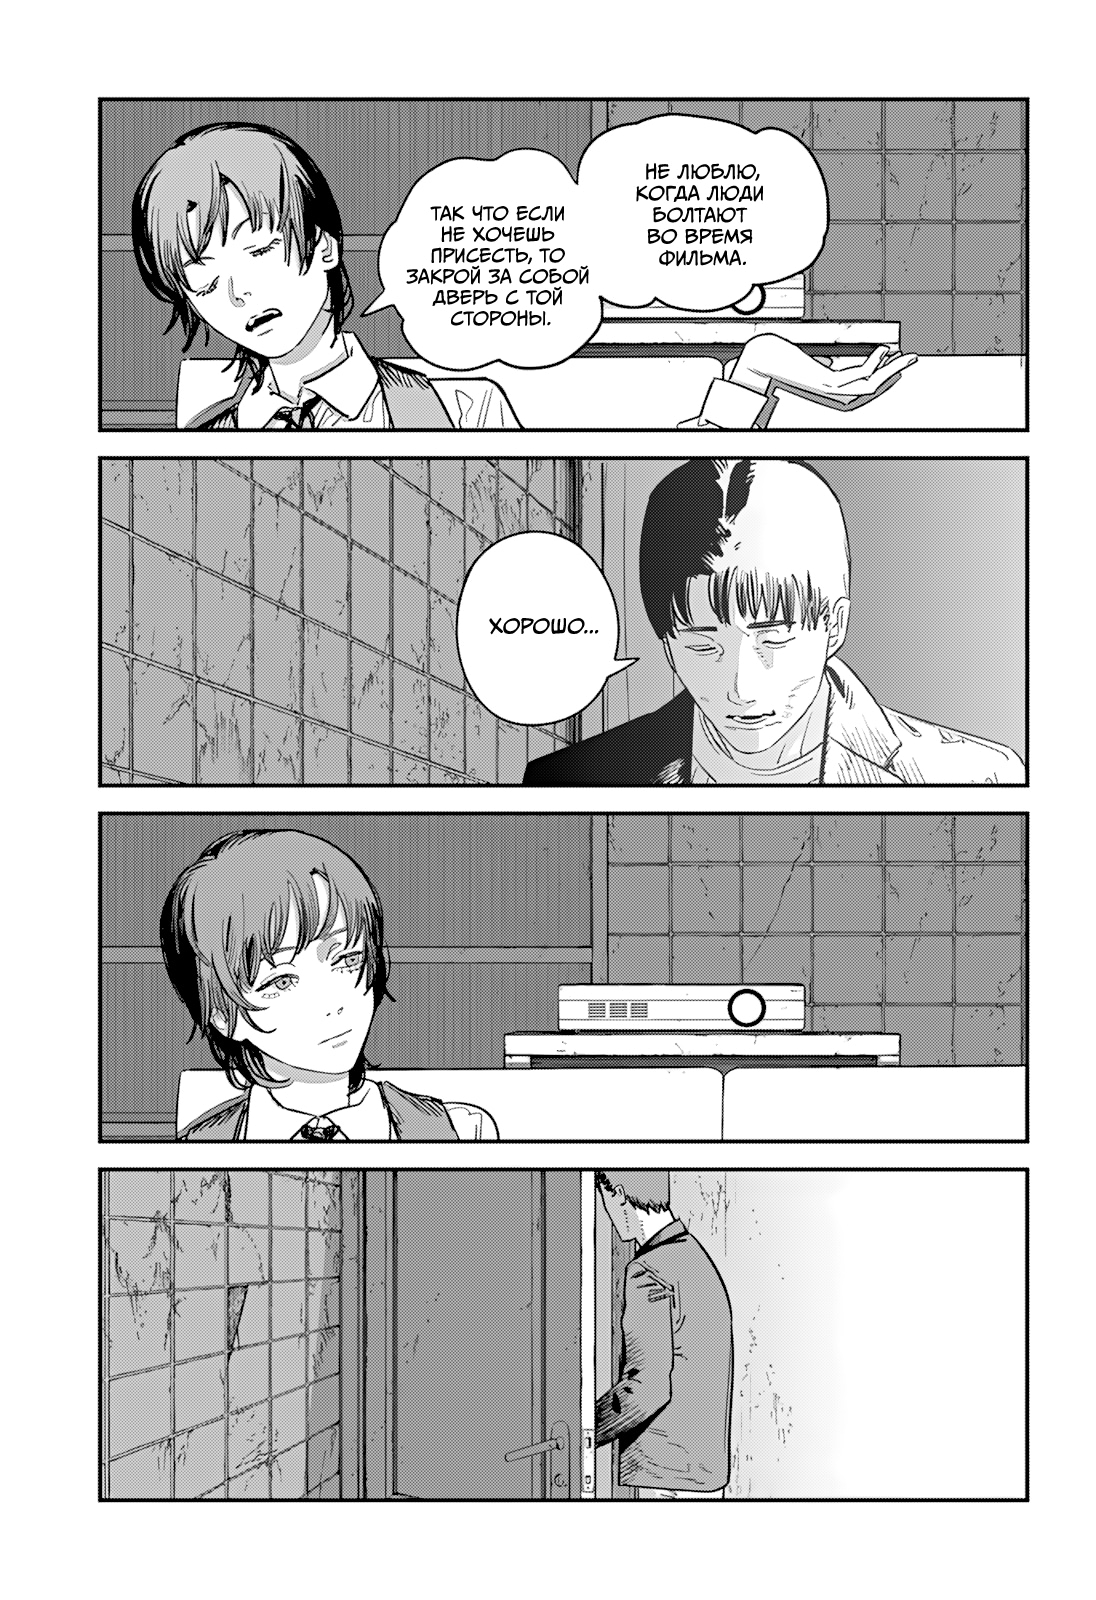 НЕ ЛЮБЛЮ,
КОГДА ЛЮДИ
БОЛТАЮТ
ВО ВРЕМЯ
ФИЛЬМА.
ТАК ЧТО ЕСЛИ
НЕ ХОЧЕШЬ
ПРИСЕСТЬ, ТО
ЗАКРОЙ ЗА СОБОЙ
ДВЕРЬ С ТОЙ
СТОРОНЫ.
ХОРОШО...